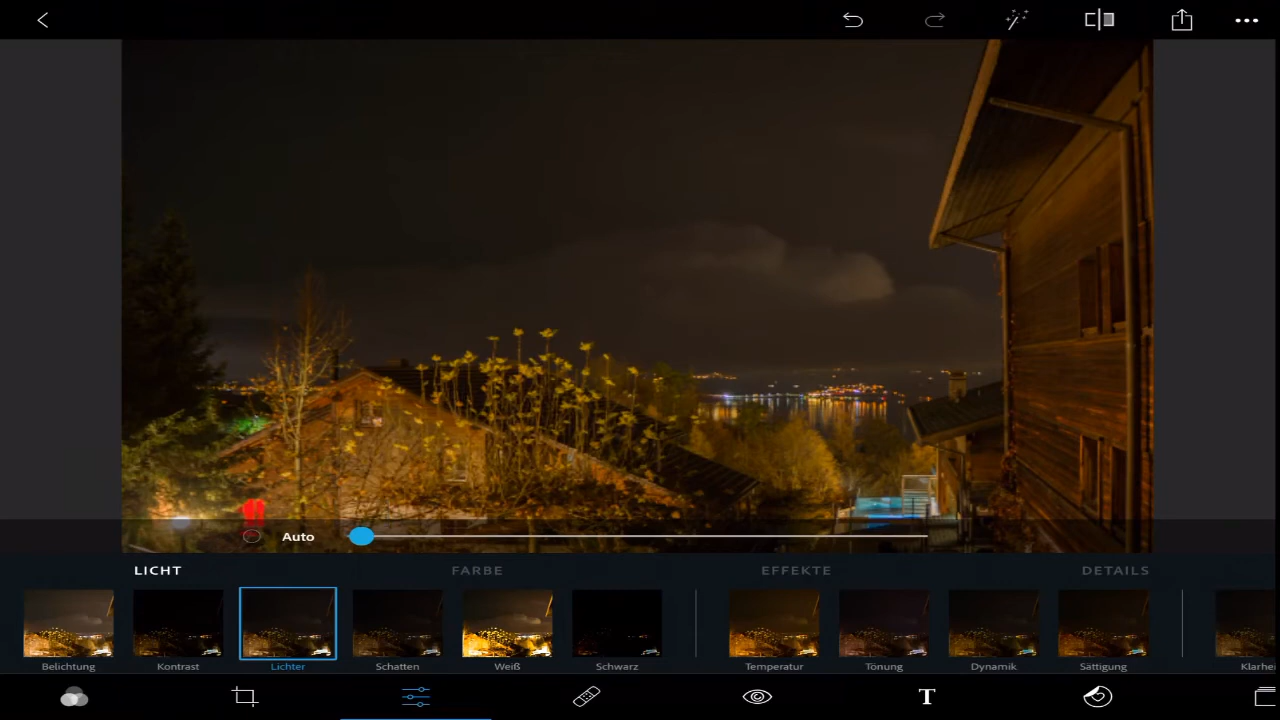 Auto
LICHT FARBE EFFEKTE DETAILS
Belichtung Kontrast Lichter Schatten Weiß Schwarz Temperatur Tönung Dynamik Sättigung Klarhei
T